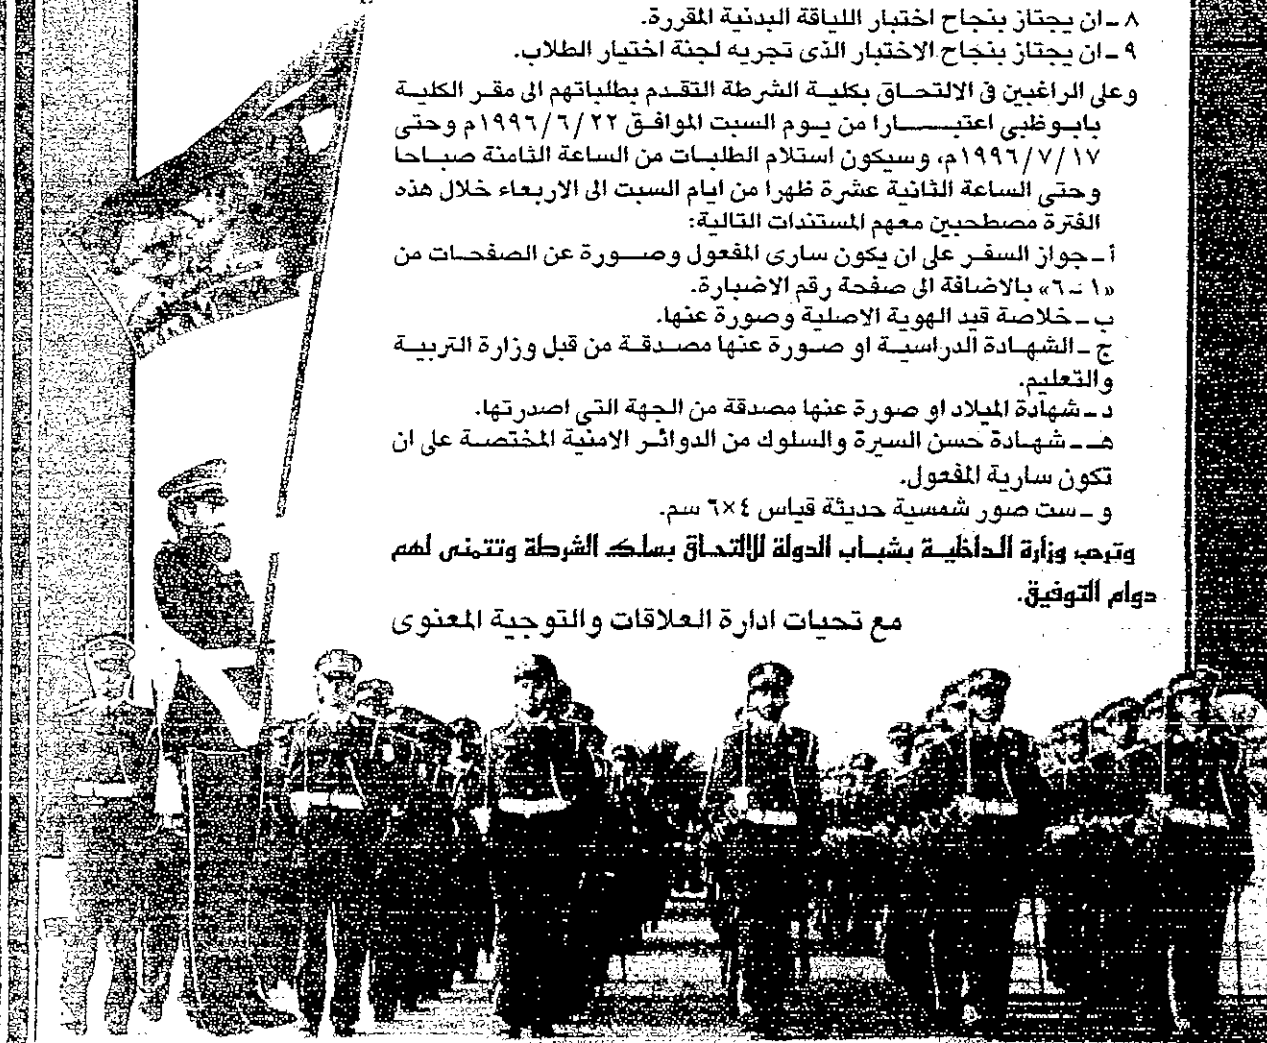 ٨ ـ ان يجتاز بنجاح اختبار اللياقة البدنية المقررة.
٩ ـ ان يجتاز بنجاح الاختبار الذى تجريه لجنة اختيار الطلاب.
وعلى الراغبين فى الالتحاق بكلية الشرطة التقدم بطلباتهم الى مقر الكلية
بابوظبي اعتبارا من يوم السبت الموافق ١٩٩٦/٦/٢٢م وحتى
١٩٩٦/٧/١٧م، وسيكون استلام الطلبات من الساعة الثامنة صباحا
وحتى الساعة الثانية عشرة ظهرا من ايام السبت الى الاربعاء خلال هذه
الفترة مصطحبين معهم المستندات التالية:
أ ـ جواز السفر على ان يكون سارى المفعول وصورة عن الصفحات من
«١ ـ ٦» بالاضافة الى صفحة رقم الاضبارة.
ب ـ خلاصة قيد الهوية الاصلية وصورة عنها.
ج ـ الشهادة الدراسية او صورة عنها مصدقة من قبل وزارة التربية
والتعليم.
د ـ شهادة الميلاد او صورة عنها مصدقة من الجهة التي اصدرتها.
هـ ـ شهادة حسن السيرة والسلوك من الدوائر الامنية المختصة على ان
تكون سارية المفعول.
و ـ ست صور شمسية حديثة قياس ٤×٦ سم.
وترحب وزارة الداخلية بشباب الدولة للالتحاق بسلك الشرطة وتتمنى لهم
دوام التوفيق.
مع تحيات ادارة العلاقات والتوجية المعنوى